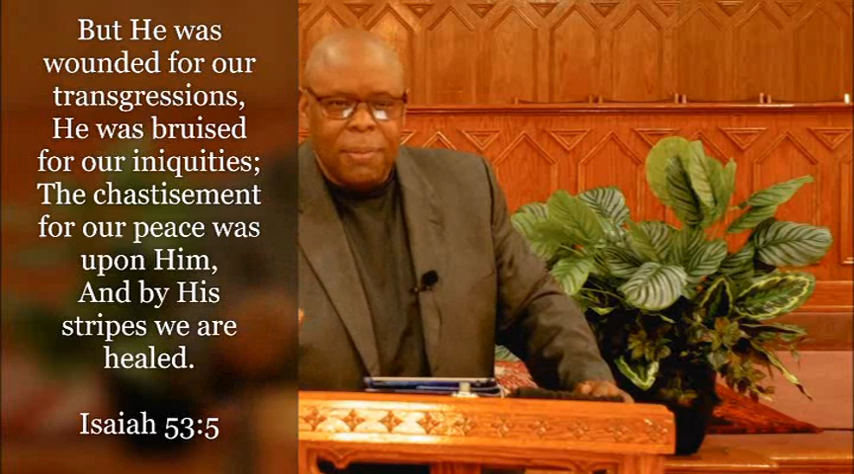 But He was
wounded for our
transgressions,
He was bruised
for our iniquities;
The chastisement
for our peace was
upon Him,
And by His
stripes we are
healed.
Isaiah 53:5